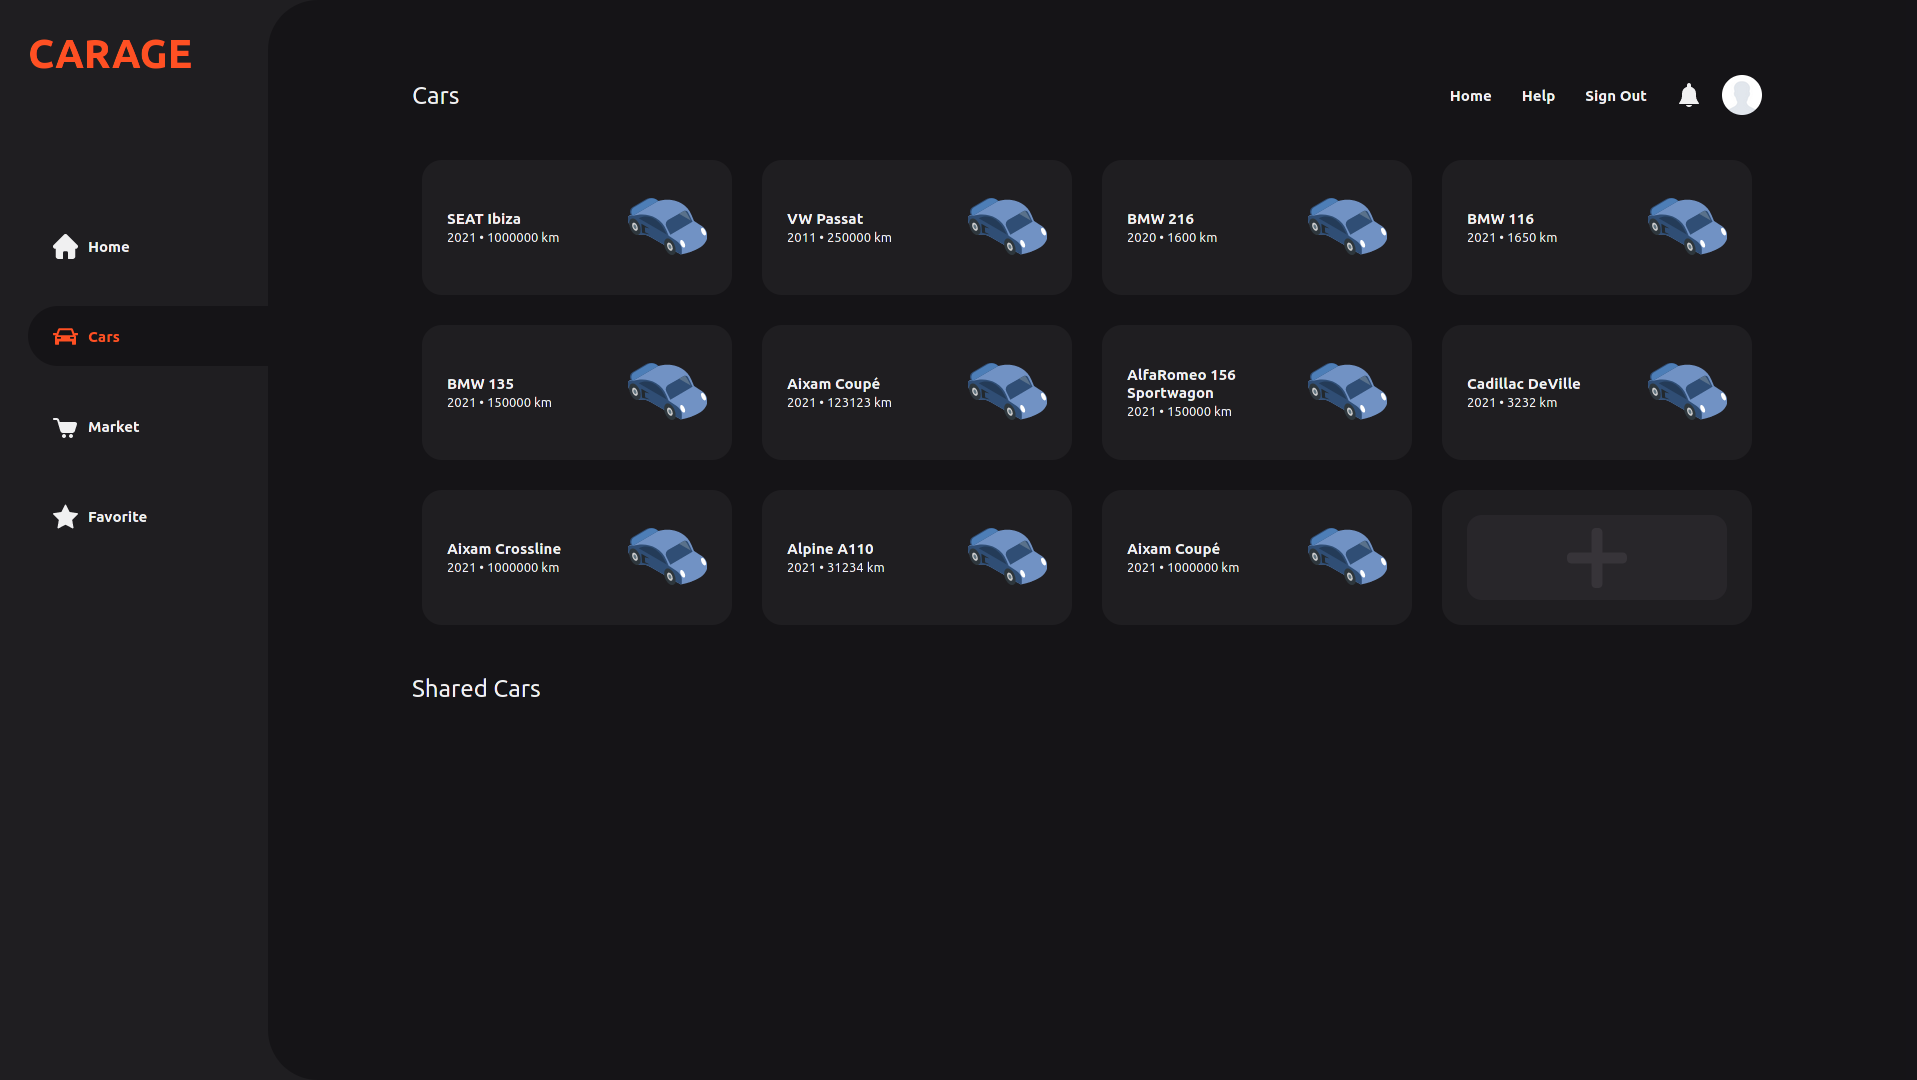 CARAGE
Home
Cars
Market
Favorite
Cars
Home
Help
Sign Out
SEAT Ibiza
2021 • 1000000 km
VW Passat
2011 • 250000 km
BMW 216
2020 • 1600 km
BMW 116
2021 • 1650 km
BMW 135
2021 • 150000 km
Aixam Coupé
2021 • 123123 km
AlfaRomeo 156
Sportwagon
2021 • 150000 km
Cadillac DeVille
2021 • 3232 km
Aixam Crossline
2021 • 1000000 km
Alpine A110
2021 • 31234 km
Aixam Coupé
2021 • 1000000 km
Shared Cars